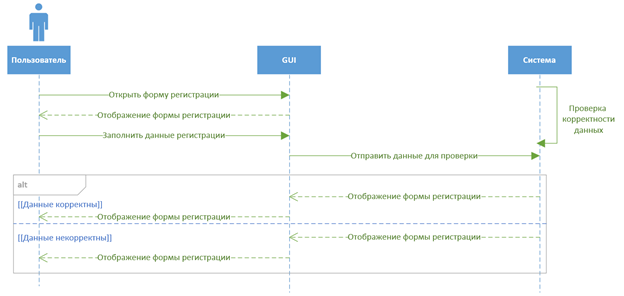 Пользователь
GUI
Система
Открыть форму регистрации
Отображение формы регистрации
Заполнить данные регистрации
Проверка
корректности
данных
Отправить данные для проверки
alt
Отображение формы регистрации
[[Данные корректны]]
Отображение формы регистрации
[[Данные некорректны]]
Отображение формы регистрации
Отображение формы регистрации